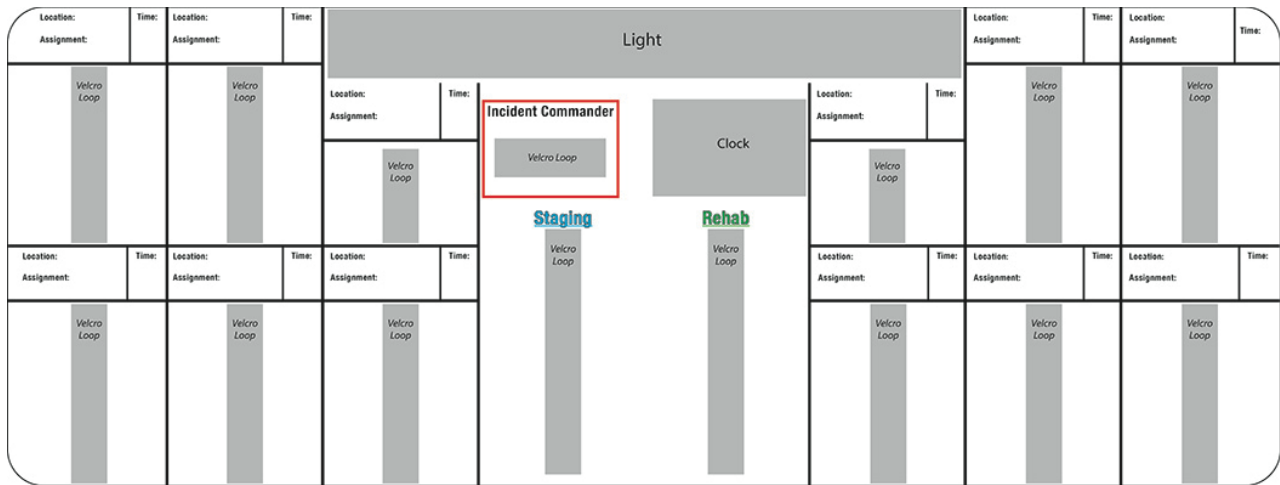 Location: Time: Location: Time: Location: Time: Location: Time:
Assignment: Assignment: Assignment: Assignment:
Light
Velcro Loop
Velcro Loop
Velcro Loop
Velcro Loop
Location: Time:
Assignment:
Incident Commander
Velcro Loop
Clock
Location: Time:
Assignment:
Velcro Loop
Velcro Loop
Staging
Velcro Loop
Rehab
Velcro Loop
Location: Time: Location: Time: Location: Time: Location: Time: Location: Time: Location: Time:
Assignment: Assignment: Assignment: Assignment: Assignment: Assignment:
Velcro Loop
Velcro Loop
Velcro Loop
Velcro Loop
Velcro Loop
Velcro Loop